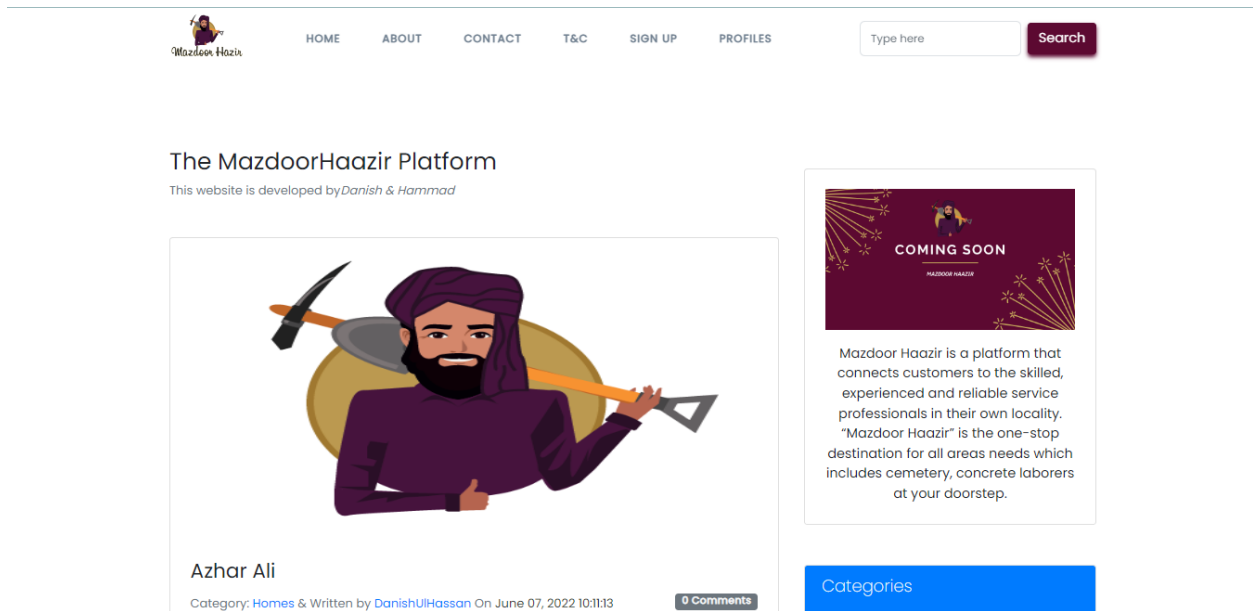 Mazdoor Hazir
HOME ABOUT CONTACT T&C SIGN UP PROFILES
Type here
Search
The MazdoorHaazir Platform
This website is developed byDanish & Hammad
COMING SOON
MAZDOOR HAAZIR
Mazdoor Haazir is a platform that
connects customers to the skilled,
experienced and reliable service
professionals in their own locality.
“Mazdoor Haazir” is the one-stop
destination for all areas needs which
includes cemetery, concrete laborers
at your doorstep.
Azhar Ali
Category: Homes & Written by DanishUlHassan On June 07, 2022 10:11:13
0 Comments
Categories